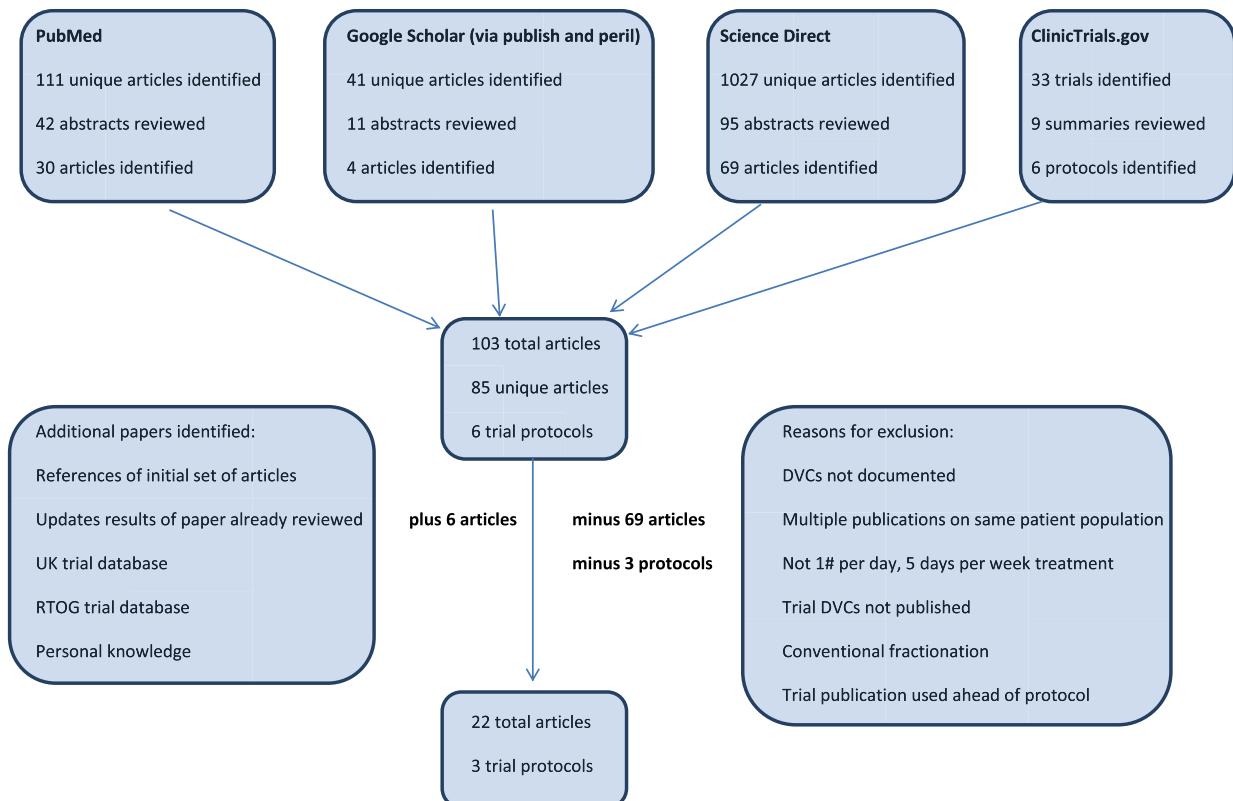 PubMed
111 unique articles identified
42 abstracts reviewed
30 articles identified
Google Scholar (via publish and peril)
41 unique articles identified
11 abstracts reviewed
4 articles identified
Science Direct
1027 unique articles identified
95 abstracts reviewed
69 articles identified
ClinicTrials.gov
33 trials identified
9 summaries reviewed
6 protocols identified
103 total articles
85 unique articles
6 trial protocols
Additional papers identified:
References of initial set of articles
Updates results of paper already reviewed
UK trial database
RTOG trial database
Personal knowledge
plus 6 articles
minus 69 articles
minus 3 protocols
Reasons for exclusion:
DVCs not documented
Multiple publications on same patient population
Not 1# per day, 5 days per week treatment
Trial DVCs not published
Conventional fractionation
Trial publication used ahead of protocol
22 total articles
3 trial protocols